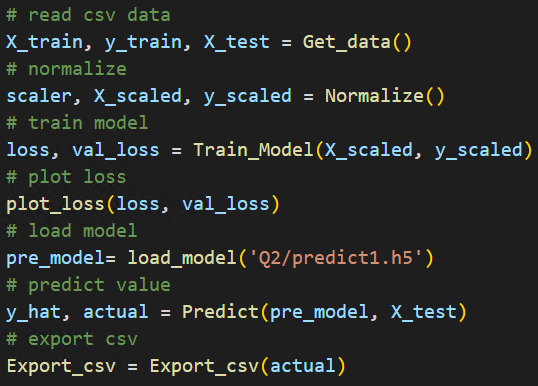 # read csv data
X_train, y_train, X_test = Get_data()
# normalize
scaler, X_scaled, y_scaled = Normalize()
# train model
loss, val_loss = Train_Model(X_scaled, y_scaled)
# plot loss
plot_loss(loss, val_loss)
# load model
pre_model= load_model('Q2/predict1.h5')
# predict value
y_hat, actual = Predict(pre_model, X_test)
# export csv
Export_csv = Export_csv(actual)